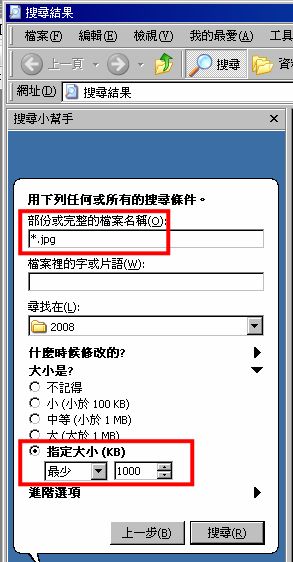 搜尋結果
檔案(F) 編輯(E) 檢視(V) 我的最愛(A) 工具
上一頁 搜尋 資料
網址(D) 搜尋結果
搜尋小幫手
用下列任何或所有的搜尋條件。
部份或完整的檔案名稱(O):
*.jpg
檔案裡的字或片語(W):
尋找在(L):
2008
什麼時候修改的?
大小是?
不記得
小 (小於 100 KB)
中等 (小於 1 MB)
大 (大於 1 MB)
指定大小 (KB)
最少 1000
進階選項
上一步(B) 搜尋(R)